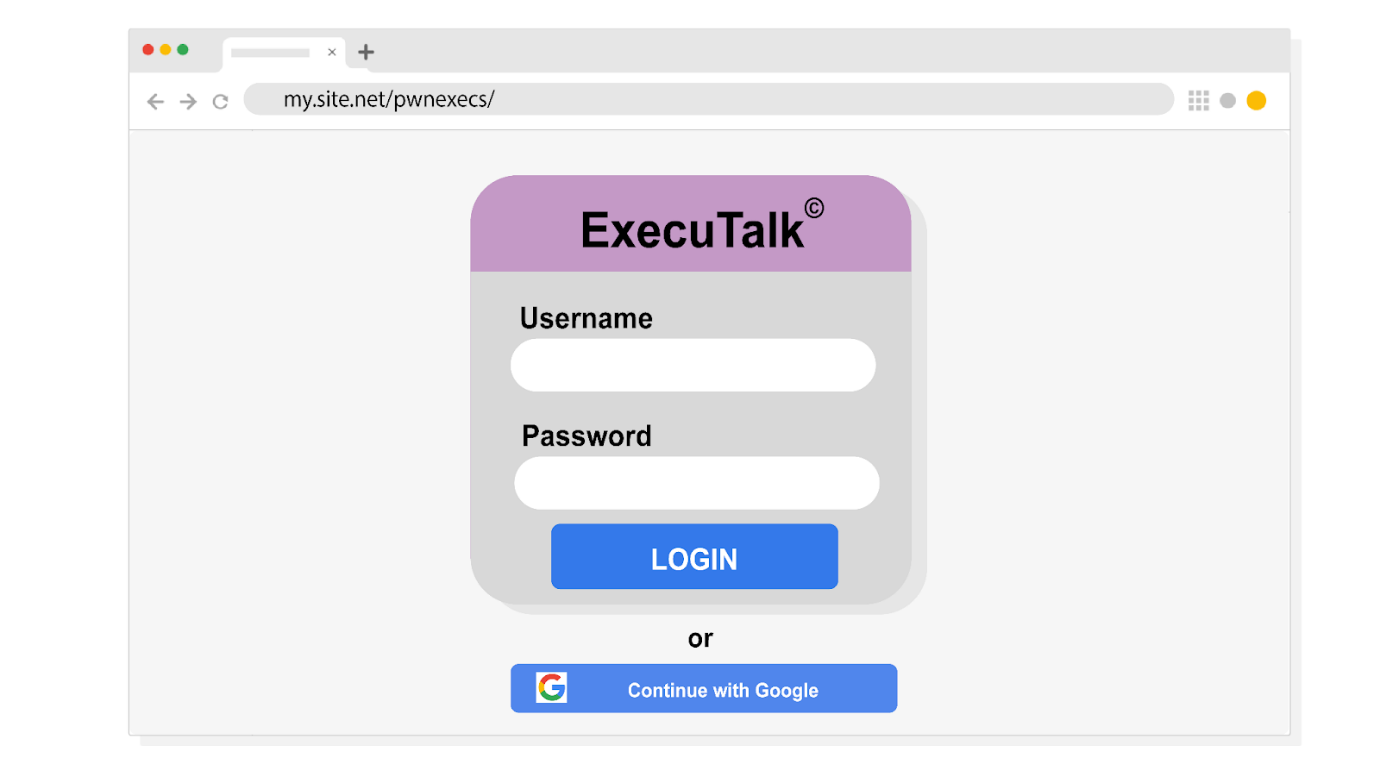 my.site.net/pwnexecs/
ExecuTalk©
Username
Password
LOGIN
or
Continue with Google